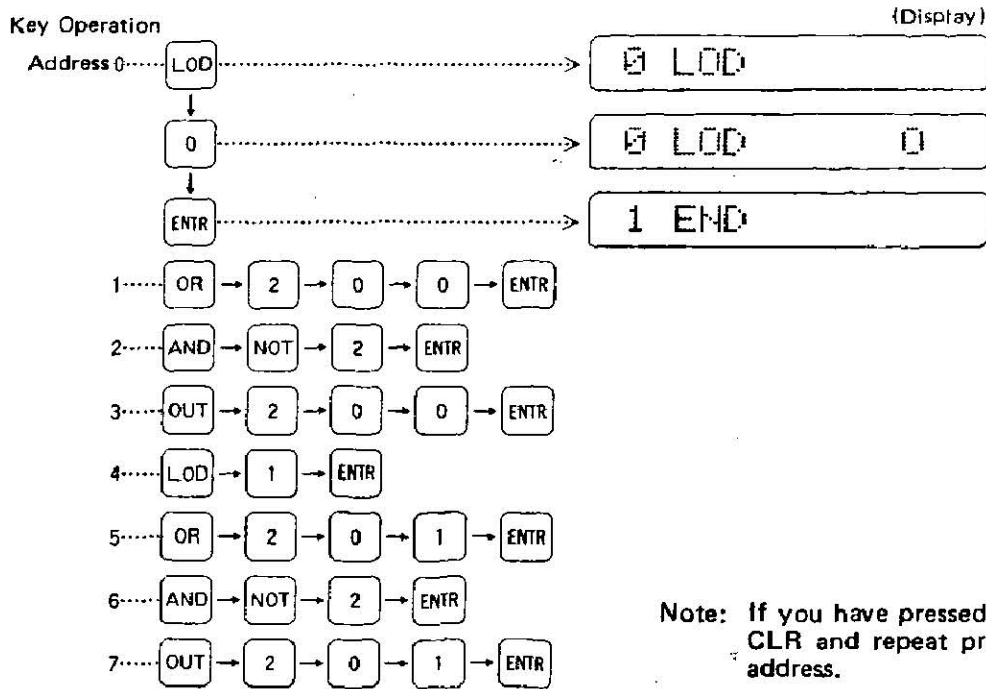 Key Operation (Display)
Address 0 LOD 0 LOD
0 0 LOD 0
ENTR 1 END
1 OR 2 0 0 ENTR
2 AND NOT 2 ENTR
3 OUT 2 0 0 ENTR
4 LOD 1 ENTR
5 OR 2 0 1 ENTR
6 AND NOT 2 ENTR
7 OUT 2 0 1 ENTR
Note: If you have pressed
CLR and repeat pr
address.